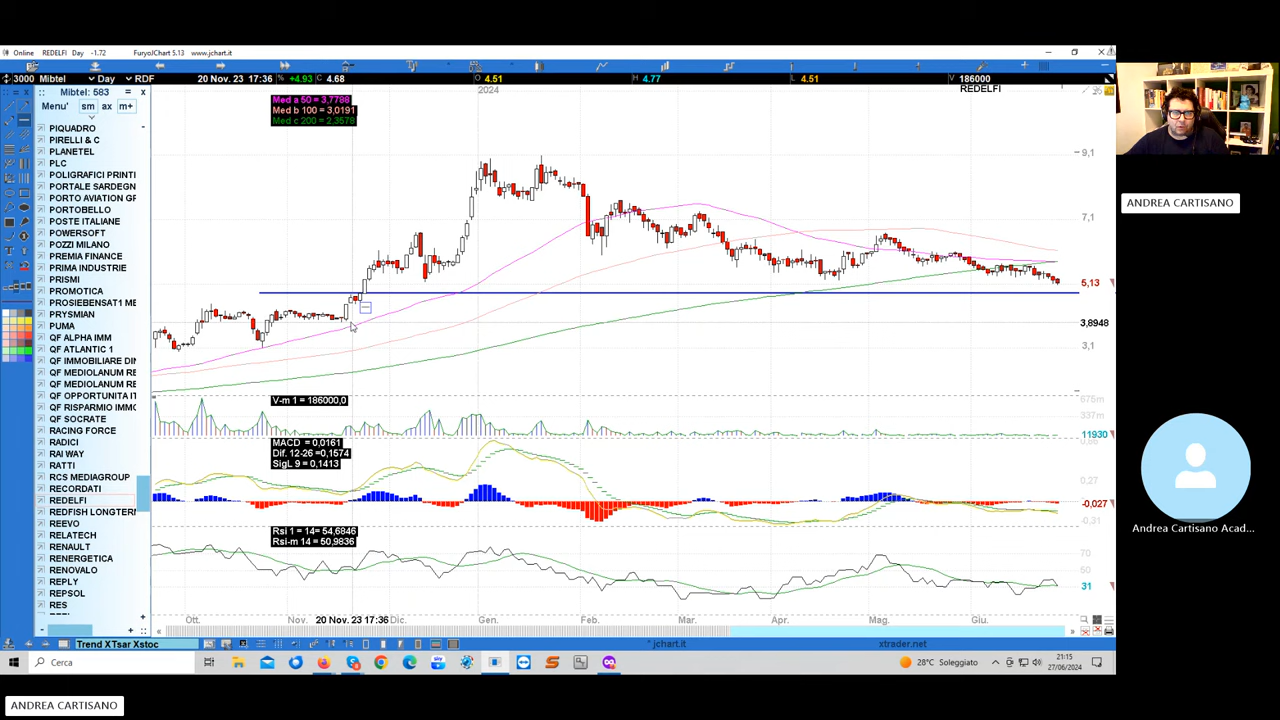 Online REDELFI Day -1.72 FuryoJChart 5.13 www.jchart.it
3000 Mibtel Day RDF 20 Nov. 23 17:36 % +4.93 C 4.68 O 4.51 H 4.77 L 4.51 V 186000
Mibtel: 583
Menu' sm ax m+
PIQUADRO
PIRELLI & C
PLANETEL
PLC
POLIGRAFICI PRINTI
PORTALE SARDEGN
PORTO AVIATION GR
PORTOBELLO
POSTE ITALIANE
POWERSOFT
POZZI MILANO
PREMIA FINANCE
PRIMA INDUSTRIE
PRISMI
PROMOTICA
PROSIEBENSAT1 ME
PRYSMIAN
PUMA
QF ALPHA IMM
QF ATLANTIC 1
QF IMMOBILIARE DIN
QF MEDIOLANUM RE
QF MEDIOLANUM RE
QF OPPORTUNITA IT
QF RISPARMIO IMMO
QF SOCRATE
RACING FORCE
RADICI
RAI WAY
RATTI
RCS MEDIAGROUP
RECORDATI
REDELFI
REDFISH LONGTERM
REEVO
RELATECH
RENAULT
RENERGETICA
RENOVALO
REPLY
REPSOL
RES
2024
REDELFI
Med a 50 = 3,7788
Med b 100 = 3,0191
Med c 200 = 2,3578
9,1
7,1
5,13
3,8948
3,1
V-m 1 = 186000,0
675m
337m
11930
MACD = 0,0161
Dif. 12-26 =0,1574
SigL 9 = 0,1413
0,27
-0,027
-0,31
Rsi 1 = 14= 54,6846
Rsi-m 14 = 50,9836
70
50
31
Ott. Nov. 20 Nov. 23 17:36 Dic. Gen. Feb. Mar. Apr. Mag. Giu.
Trend XTsar Xstoc
* jchart.it
xtrader.net
Cerca
28°C Soleggiato
21:15
27/06/2024
ANDREA CARTISANO
Andrea Cartisano Acad...
ANDREA CARTISANO